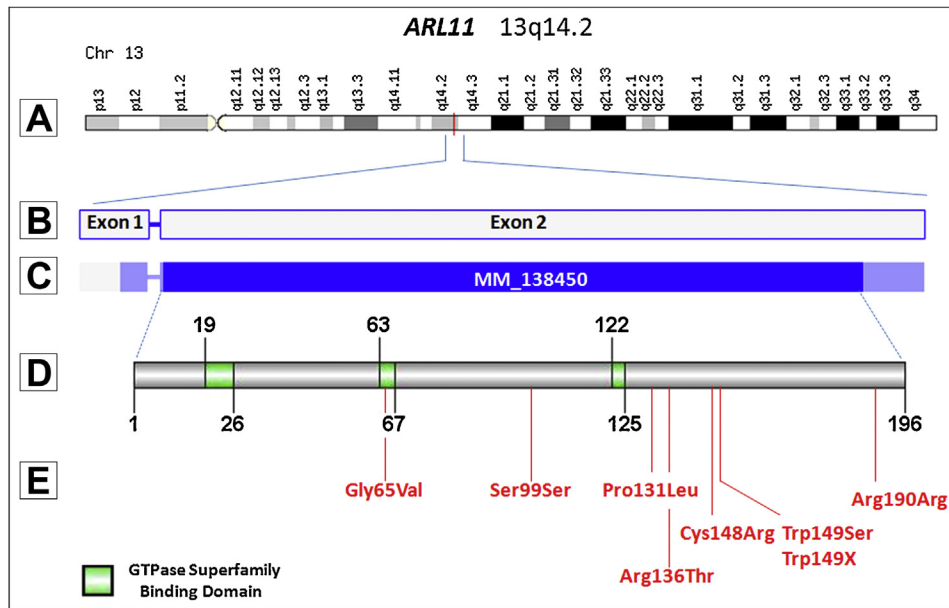 ARL11 13q14.2
Chr 13
p13 p12 p11.2 q12.11 q12.12 q12.13 q12.3 q13.1 q13.3 q14.11 q14.2 q14.3 q21.1 q21.2 q21.31 q21.32 q21.33 q22.1 q22.2 q22.3 q31.1 q31.2 q31.3 q32.1 q32.3 q33.1 q33.2 q33.3 q34
A
B Exon 1 Exon 2
C MM_138450
19 63 122
D
1 26 67 125 196
E
Gly65Val Ser99Ser Pro131Leu Arg190Arg
Cys148Arg Trp149Ser
Trp149X
Arg136Thr
GTPase Superfamily
Binding Domain